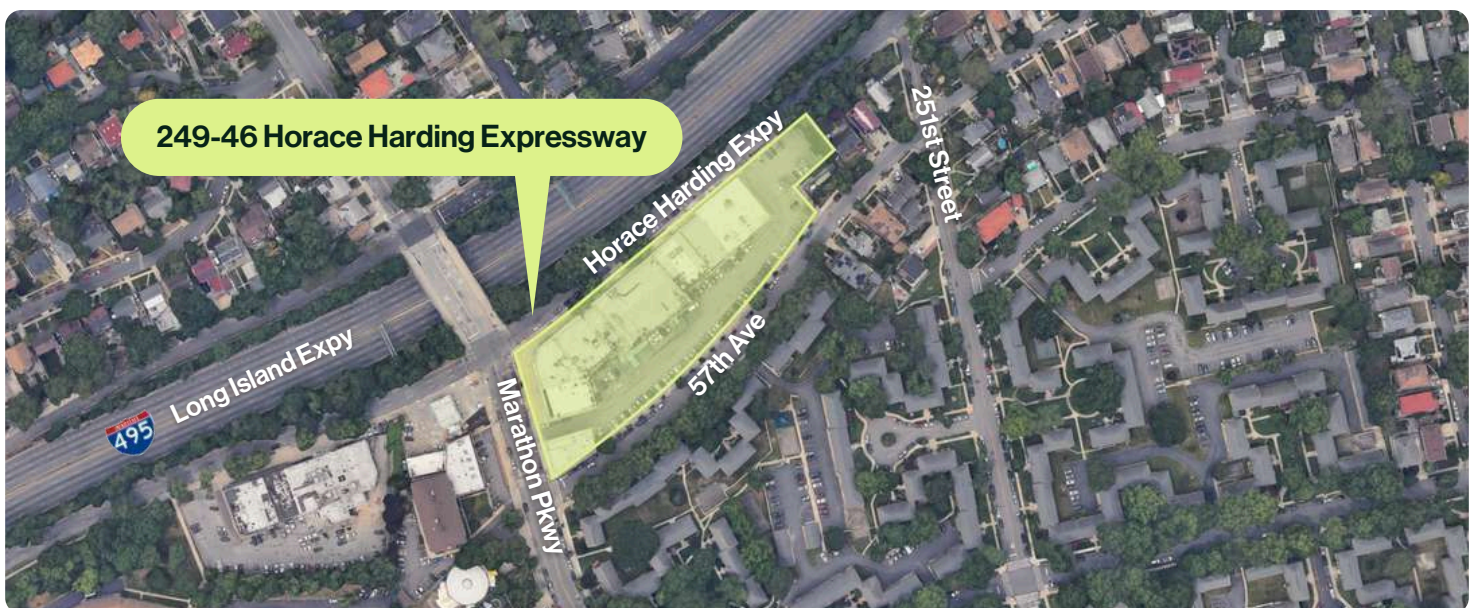 249-46 Horace Harding Expressway
Horace Harding Expy
251st Street
Long Island Expy
495
57th Ave
Marathon Pkwy